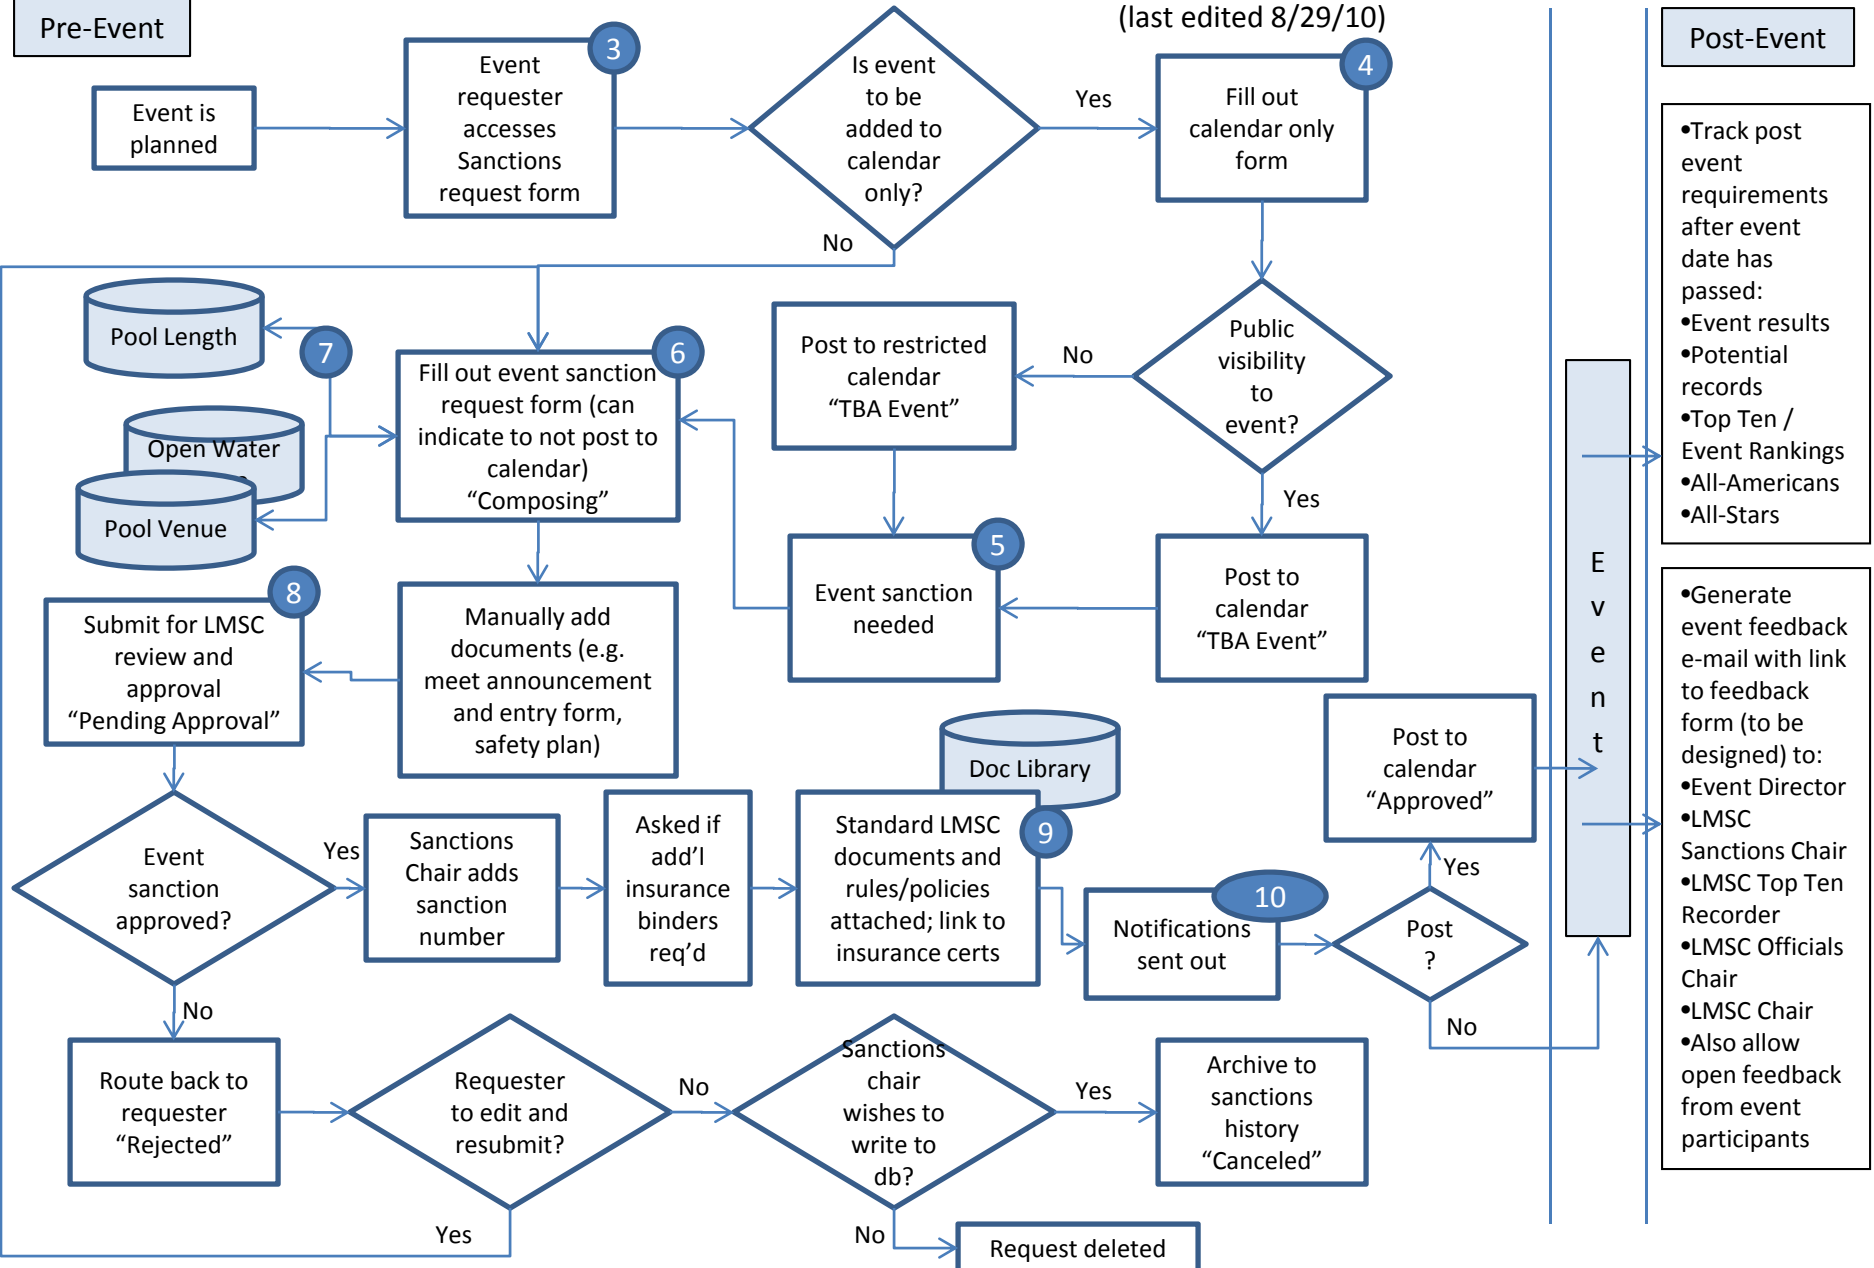 Pre-Event
(last edited 8/29/10)
Post-Event
Event is
planned
3
Event
requester
accesses
Sanctions
request form
Is event
to be
added to
calendar
only?
Yes
No
4
Fill out
calendar only
form
Public
visibility
to
event?
No
Yes
Post to restricted
calendar
“TBA Event”
Post to
calendar
“TBA Event”
5
Event sanction
needed
6
Fill out event sanction
request form (can
indicate to not post to
calendar)
“Composing”
7
Pool Length
Open Water
Pool Venue
Manually add
documents (e.g.
meet announcement
and entry form,
safety plan)
8
Submit for LMSC
review and
approval
“Pending Approval”
Event
sanction
approved?
Yes
No
Sanctions
Chair adds
sanction
number
Asked if
add’l
insurance
binders
req’d
Doc Library
9
Standard LMSC
documents and
rules/policies
attached; link to
insurance certs
10
Notifications
sent out
Post
?
Yes
No
Post to
calendar
“Approved”
Route back to
requester
“Rejected”
Requester
to edit and
resubmit?
Yes
No
Sanctions
chair
wishes to
write to
db?
Yes
No
Archive to
sanctions
history
“Canceled”
Request deleted
E
v
e
n
t
•Track post
event
requirements
after event
date has
passed:
•Event results
•Potential
records
•Top Ten /
Event Rankings
•All-Americans
•All-Stars
•Generate
event feedback
e-mail with link
to feedback
form (to be
designed) to:
•Event Director
•LMSC
Sanctions Chair
•LMSC Top Ten
Recorder
•LMSC Officials
Chair
•LMSC Chair
•Also allow
open feedback
from event
participants